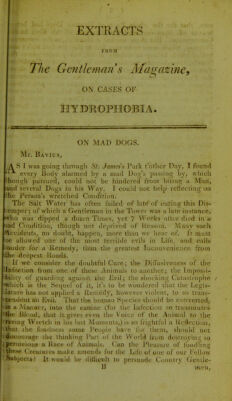 EXTRACTS
FROM
The Gentleman's Magazine,
ON CASES OF
HYDROPHOBIA.
ON MAD DOGS.
Mr. Bavius,
AS I was going through St. James's Park t'other Day, I found
every Body alarmed by a mad Dog's passing by, which
though pursued, could not be hindered from biting a Man,
and several Dogs in his Way. I could not help reflecting on
the Person's wretched Condition.
The Salt Water has often failed of late of curing this Dis-
temper; of which a Gentleman in the Tower was a late instance,
who was dipped a dozen Times, yet 7 Weeks after died in a
sad Condition, though not deprived of Reason. Many such
Accidents, no doubt, happen, more than we hear of. It must
be allowed one of the most terrible evils in Life, and calls
louder for a Remedy, than the greatest Inconveniences from
the deepest Roads.
If we consider the doubtful Cure; the Diffusiveness of the
Infection from one of these Animals to another; the Impossi-
bility of guarding against the Evil; the shocking Catastrophe
which is the Sequel of it, it's to be wondered that the Legis-
lature has not applied a Remedy, however violent, to so trans-
cendent an Evil. That the human Species should be converted,
in a Manner, into the canine (for the Infection so transmutes
the Blood, that it gives even the Voice of the Animal to the
dying Wretch in his last Moments,) is so frightful a Reflection,
that the fondness some People have for them, should not
discourage the thinking Part of the World from destroying so
pernicious a Race of Animals. Can the Pleasure of fondling
these Creatures make amends for the Life of one of our Fellow
Subjects? It would be difficult to persuade Country Gentle-
B
men,